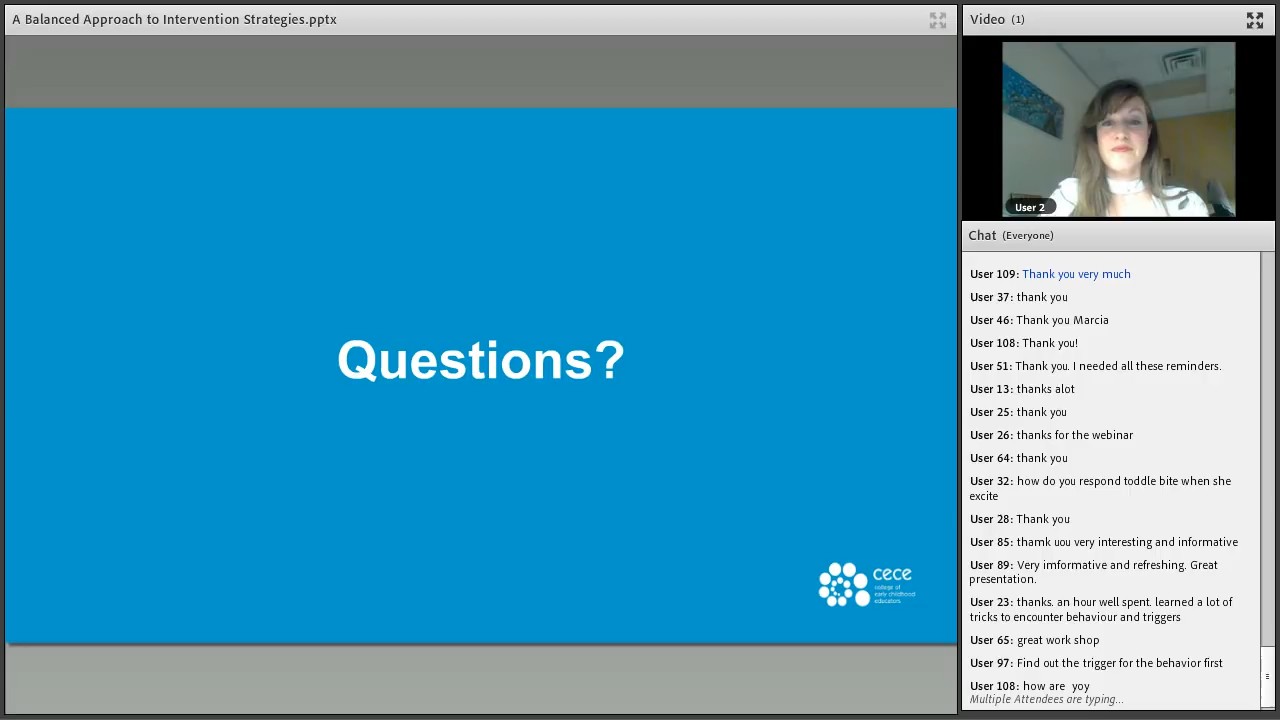 A Balanced Approach to Intervention Strategies.pptx
Questions?
cece
college of
early childhood
educators
Video (1)
User 2
Chat (Everyone)
User 109: Thank you very much
User 37: thank you
User 46: Thank you Marcia
User 108: Thank you!
User 51: Thank you. I needed all these reminders.
User 13: thanks alot
User 25: thank you
User 26: thanks for the webinar
User 64: thank you
User 32: how do you respond toddle bite when she
excite
User 28: Thank you
User 85: thamk uou very interesting and informative
User 89: Very imformative and refreshing. Great
presentation.
User 23: thanks. an hour well spent. learned a lot of
tricks to encounter behaviour and triggers
User 65: great work shop
User 97: Find out the trigger for the behavior first
User 108: how are  yoy
Multiple Attendees are typing...